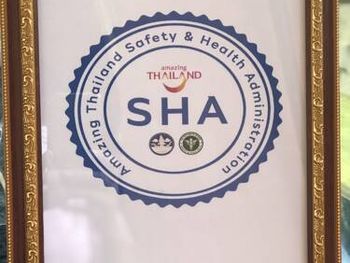 Amazing Thailand Safety & Health Administration
amazing
THAILAND
SHA